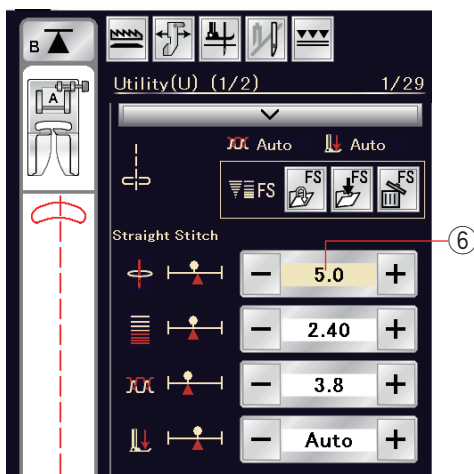 B
A
Utility(U) (1/2) 1/29
Auto Auto
FS FS FS FS
Straight Stitch
− 5.0 + ⑥
− 2.40 +
− 3.8 +
− Auto +